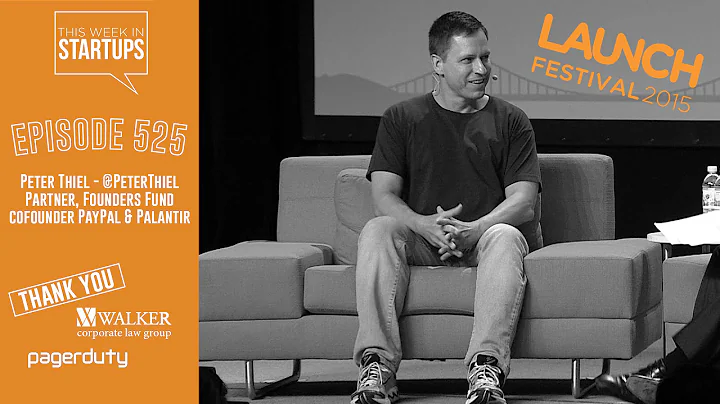 THIS WEEK IN
STARTUPS
EPISODE 525
PETER THIEL - @PETERTHIEL
PARTNER, FOUNDERS FUND
COFOUNDER PAYPAL & PALANTIR
THANK YOU
WALKER
corporate law group
pagerduty
LAUNCH
FESTIVAL2015